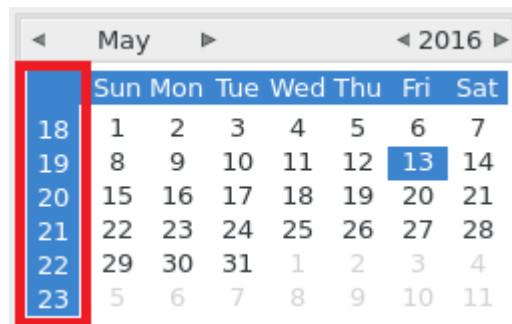 ◀ May ▶ ◀ 2016 ▶
Sun Mon Tue Wed Thu Fri Sat
18 1 2 3 4 5 6 7
19 8 9 10 11 12 13 14
20 15 16 17 18 19 20 21
21 22 23 24 25 26 27 28
22 29 30 31 1 2 3 4
23 5 6 7 8 9 10 11